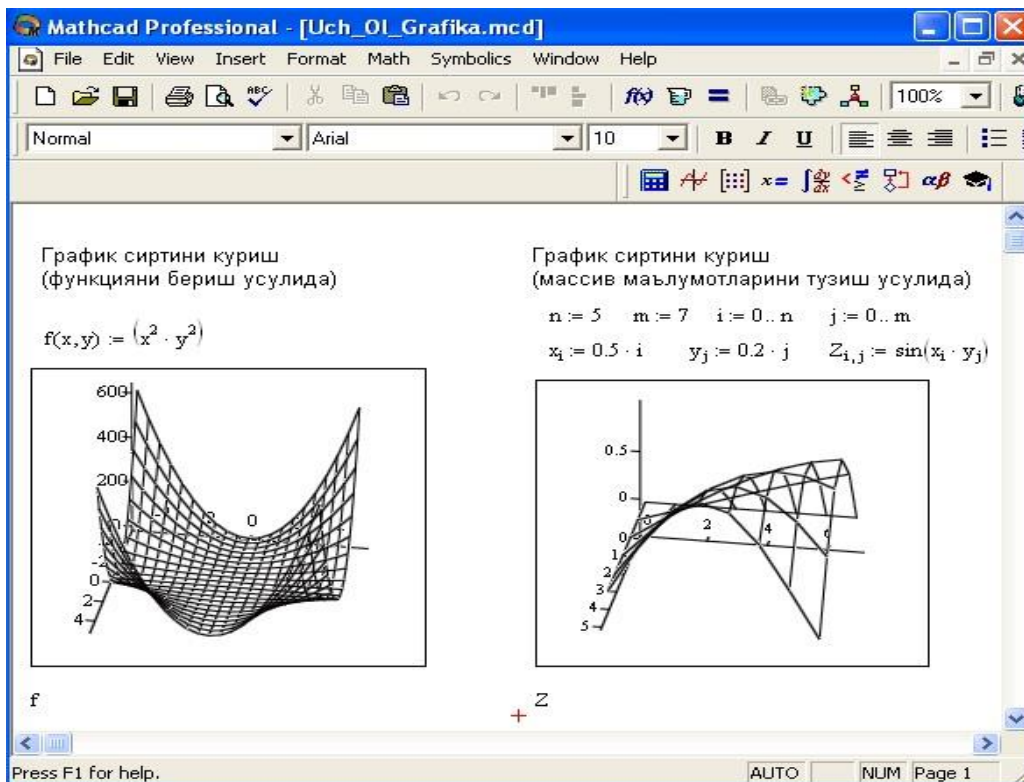 Mathcad Professional - [Uch_Ol_Grafika.mcd]
File Edit View Insert Format Math Symbolics Window Help
100%
Normal Arial 10 B I U
График сиртини куриш
(функцияни бериш усулида)
f(x,y) := (x² · y²)
600
400
200
0
0
2
4
f
График сиртини куриш
(массив маълумотларини тузиш усулида)
n := 5 m := 7 i := 0.. n j := 0.. m
xᵢ := 0.5 · i yⱼ := 0.2 · j Zᵢ,ⱼ := sin(xᵢ · yⱼ)
0.5
0
0 2 4 6
0
1
2
3
4
5
Z
Press F1 for help. AUTO NUM Page 1